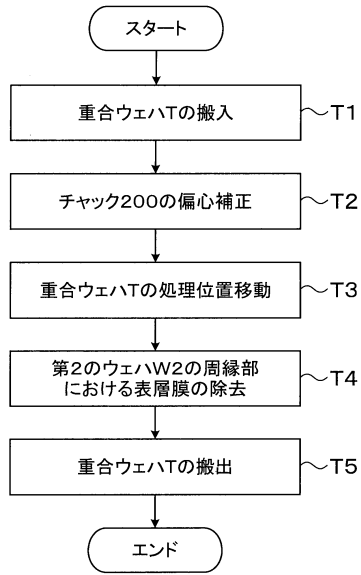 スタート
重合ウェハTの搬入 T1
チャック200の偏心補正 T2
重合ウェハTの処理位置移動 T3
第2のウェハW2の周縁部
における表層膜の除去 T4
重合ウェハTの搬出 T5
エンド